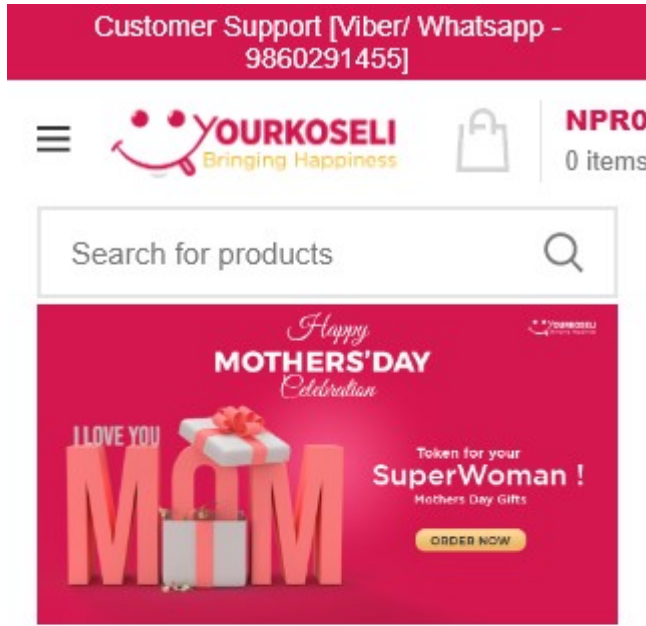 Customer Support [Viber/ Whatsapp -
9860291455]
YOURKOSELI
Bringing Happiness
NPR0
0 items
Search for products
Happy
MOTHERS'DAY
Celebration
YOURKOSELI
I LOVE YOU
MOM
Token for your
SuperWoman !
Mothers Day Gifts
ORDER NOW